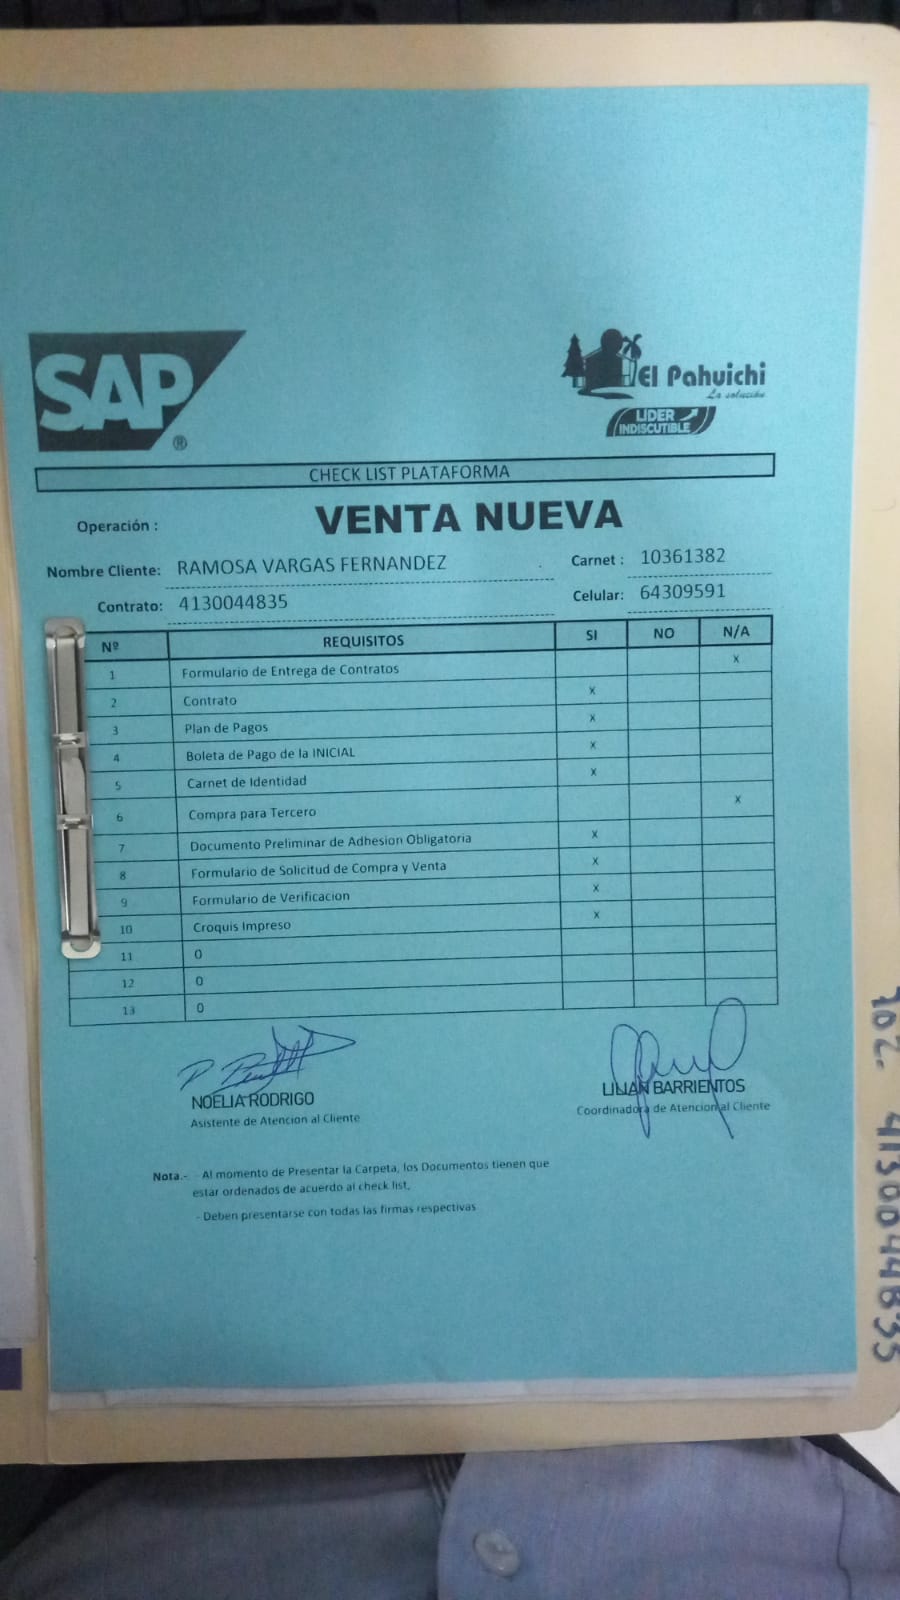 SAP®
El Pahuichi
La solución
LIDER
INDISCUTIBLE
CHECK LIST PLATAFORMA
Operación : VENTA NUEVA
Nombre Cliente: RAMOSA VARGAS FERNANDEZ Carnet : 10361382
Contrato: 4130044835 Celular: 64309591
Nº REQUISITOS SI NO N/A
1 Formulario de Entrega de Contratos x
2 Contrato x
3 Plan de Pagos x
4 Boleta de Pago de la INICIAL x
5 Carnet de Identidad x
6 Compra para Tercero x
7 Documento Preliminar de Adhesion Obligatoria x
8 Formulario de Solicitud de Compra y Venta x
9 Formulario de Verificacion x
10 Croquis Impreso x
11 0
12 0
13 0
NOELIA RODRIGO LILIAN BARRIENTOS
Asistente de Atencion al Cliente Coordinadora de Atencion al Cliente
Nota.- - Al momento de Presentar la Carpeta, los Documentos tienen que
estar ordenados de acuerdo al check list.
- Deben presentarse con todas las firmas respectivas
4130044835